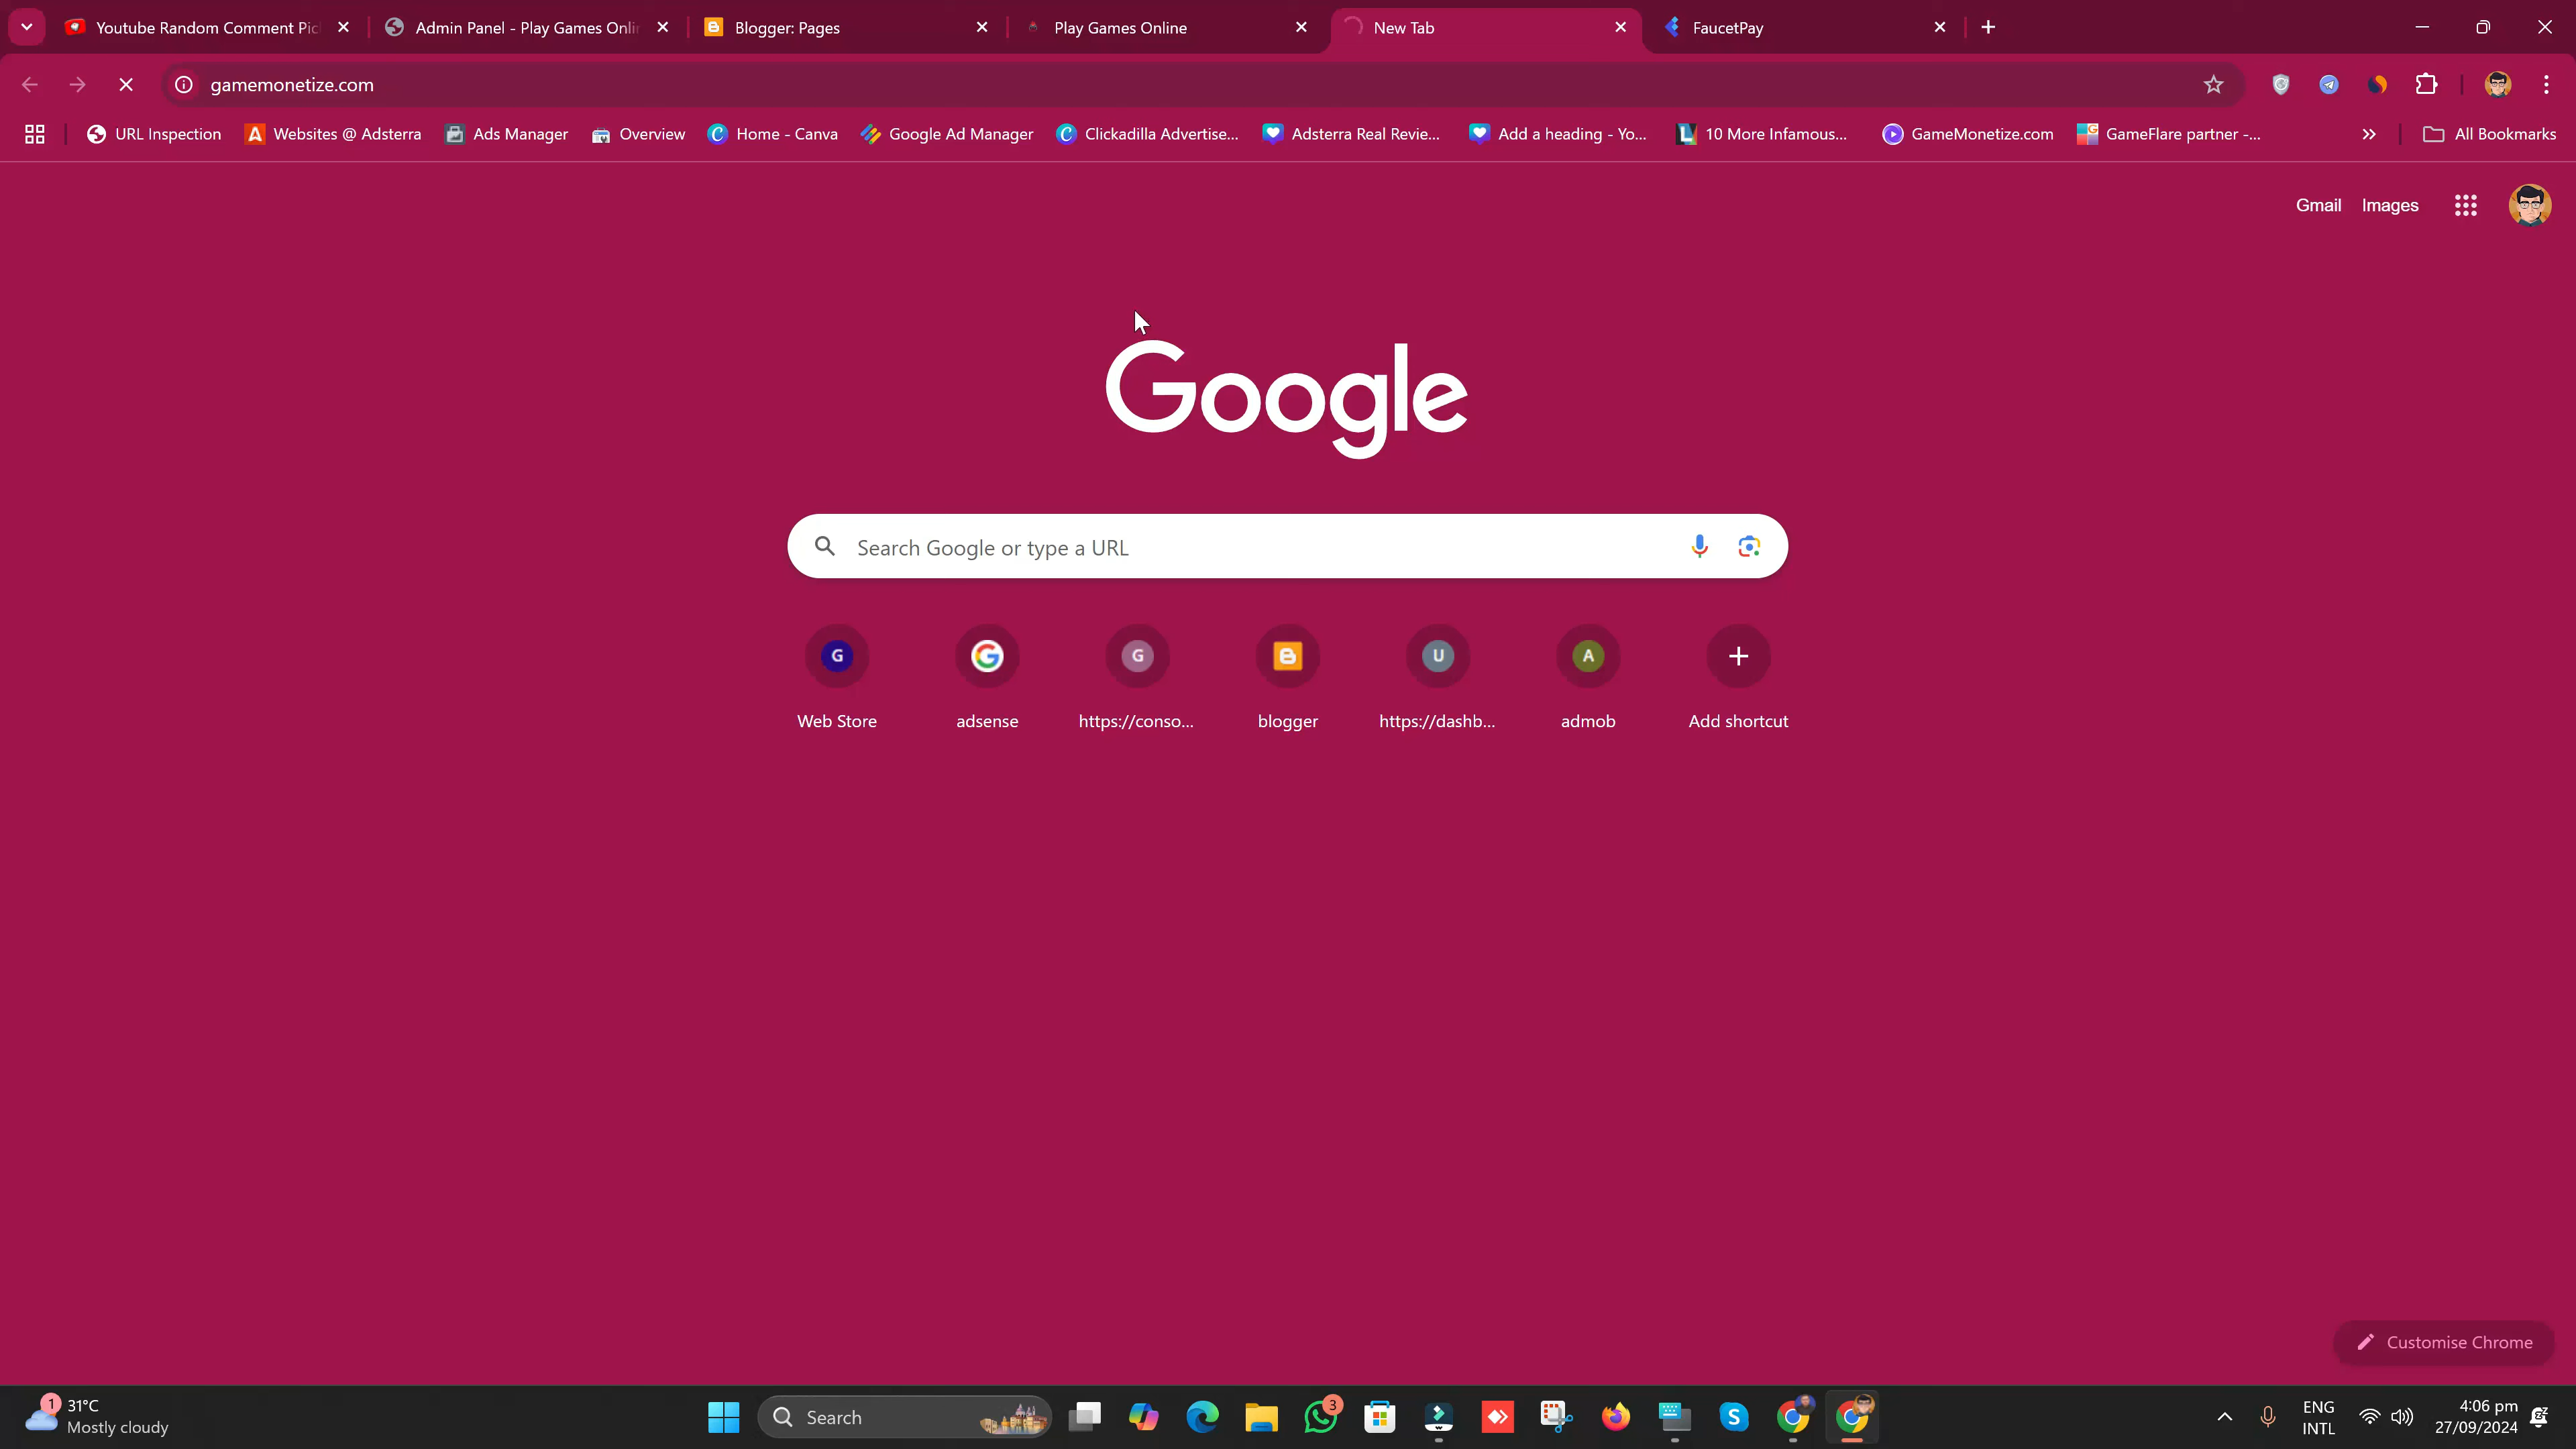 Youtube Random Comment Pic
Admin Panel - Play Games Onli
Blogger: Pages
Play Games Online
New Tab
FaucetPay
gamemonetize.com
URL Inspection
Websites @ Adsterra
Ads Manager
Overview
Home - Canva
Google Ad Manager
Clickadilla Advertise...
Adsterra Real Revie...
Add a heading - Yo...
10 More Infamous...
GameMonetize.com
GameFlare partner -...
All Bookmarks
Gmail
Images
Google
Search Google or type a URL
G
G
U
A
Web Store
adsense
https://conso...
blogger
https://dashb...
admob
Add shortcut
Customise Chrome
1
31°C
Mostly cloudy
Search
3
ENG
INTL
4:06 pm
27/09/2024